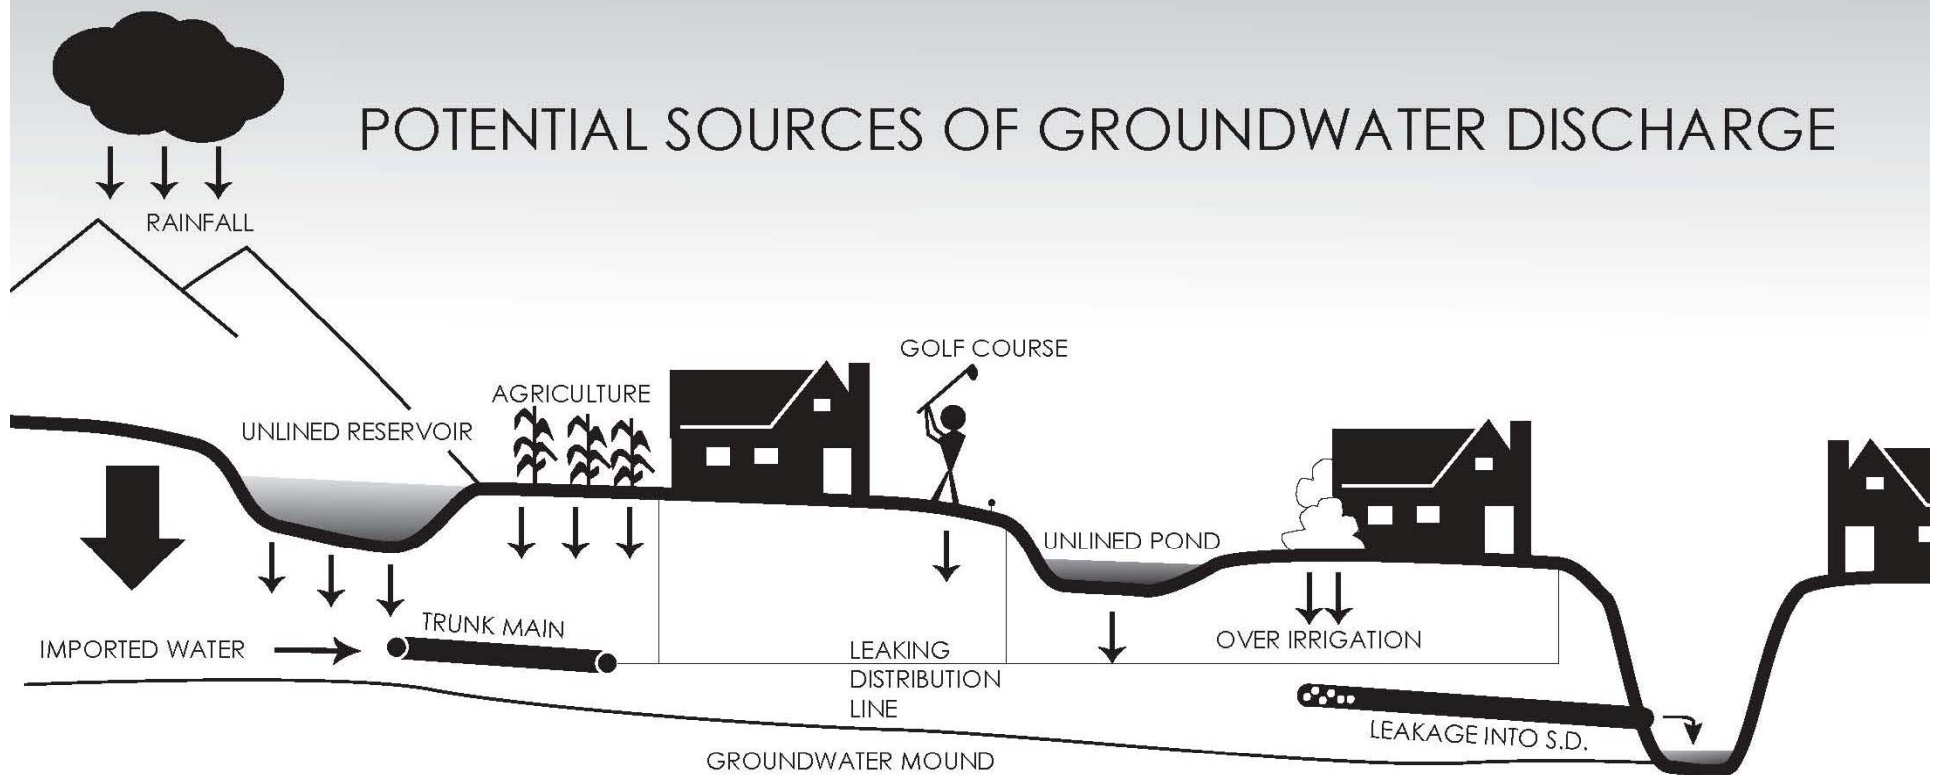 POTENTIAL SOURCES OF GROUNDWATER DISCHARGE
RAINFALL
GOLF COURSE
AGRICULTURE
UNLINED RESERVOIR
UNLINED POND
TRUNK MAIN
IMPORTED WATER
LEAKING
DISTRIBUTION
LINE
OVER IRRIGATION
LEAKAGE INTO S.D.
GROUNDWATER MOUND